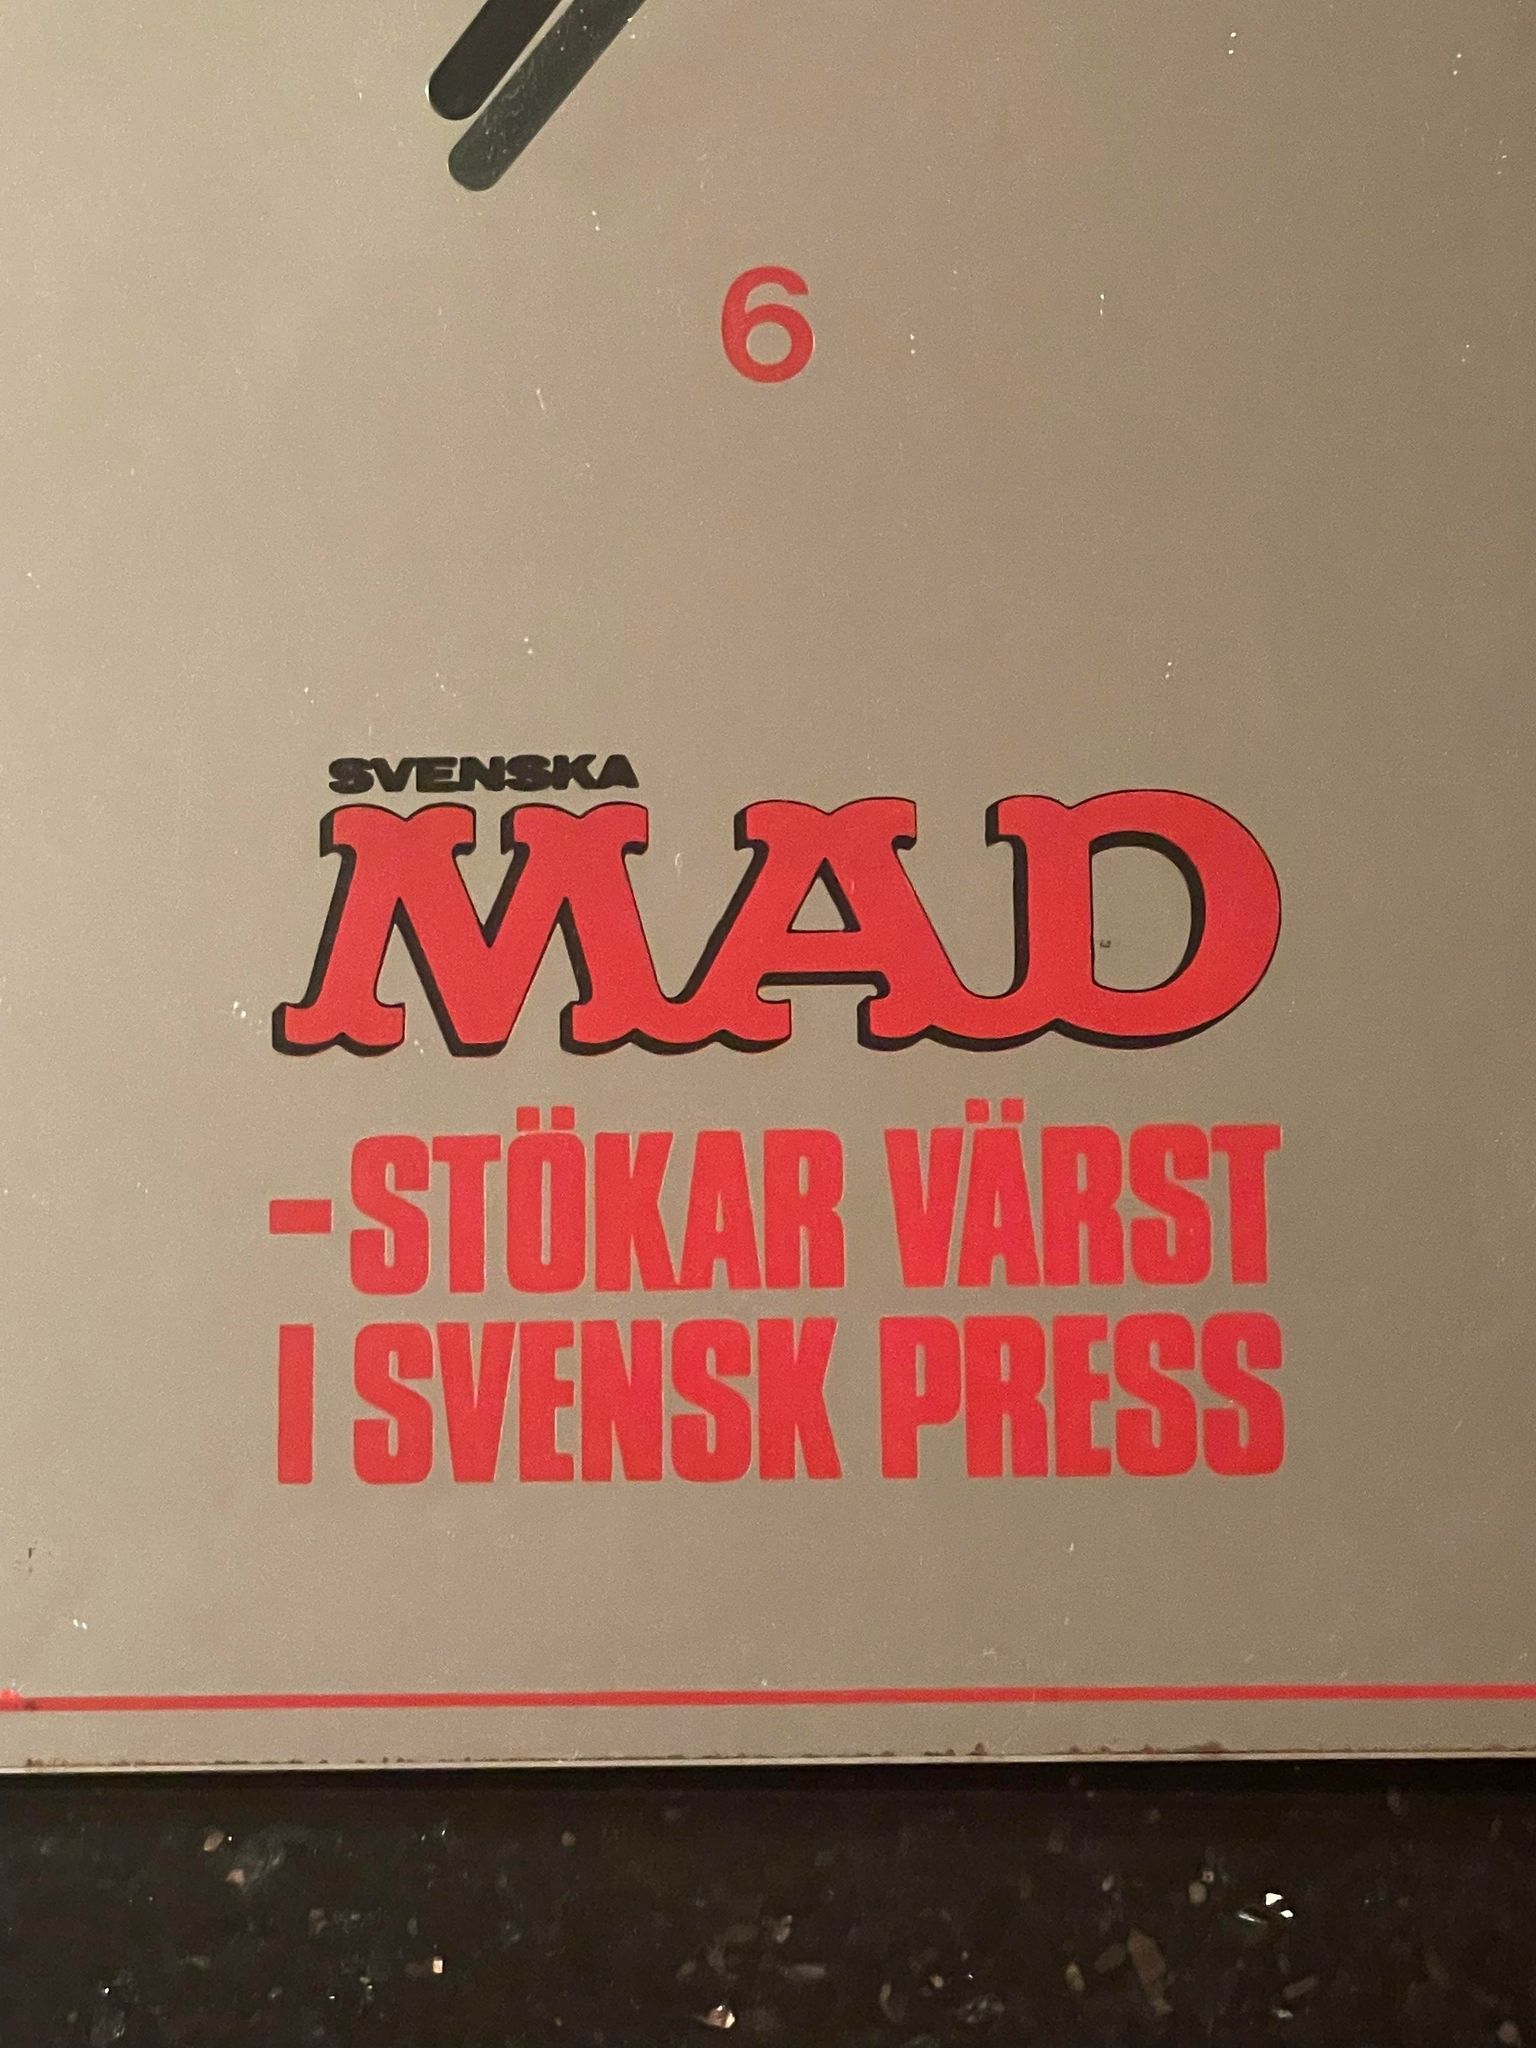 6
SVENSKA
MAD
-STÖKAR VÄRST
I SVENSK PRESS